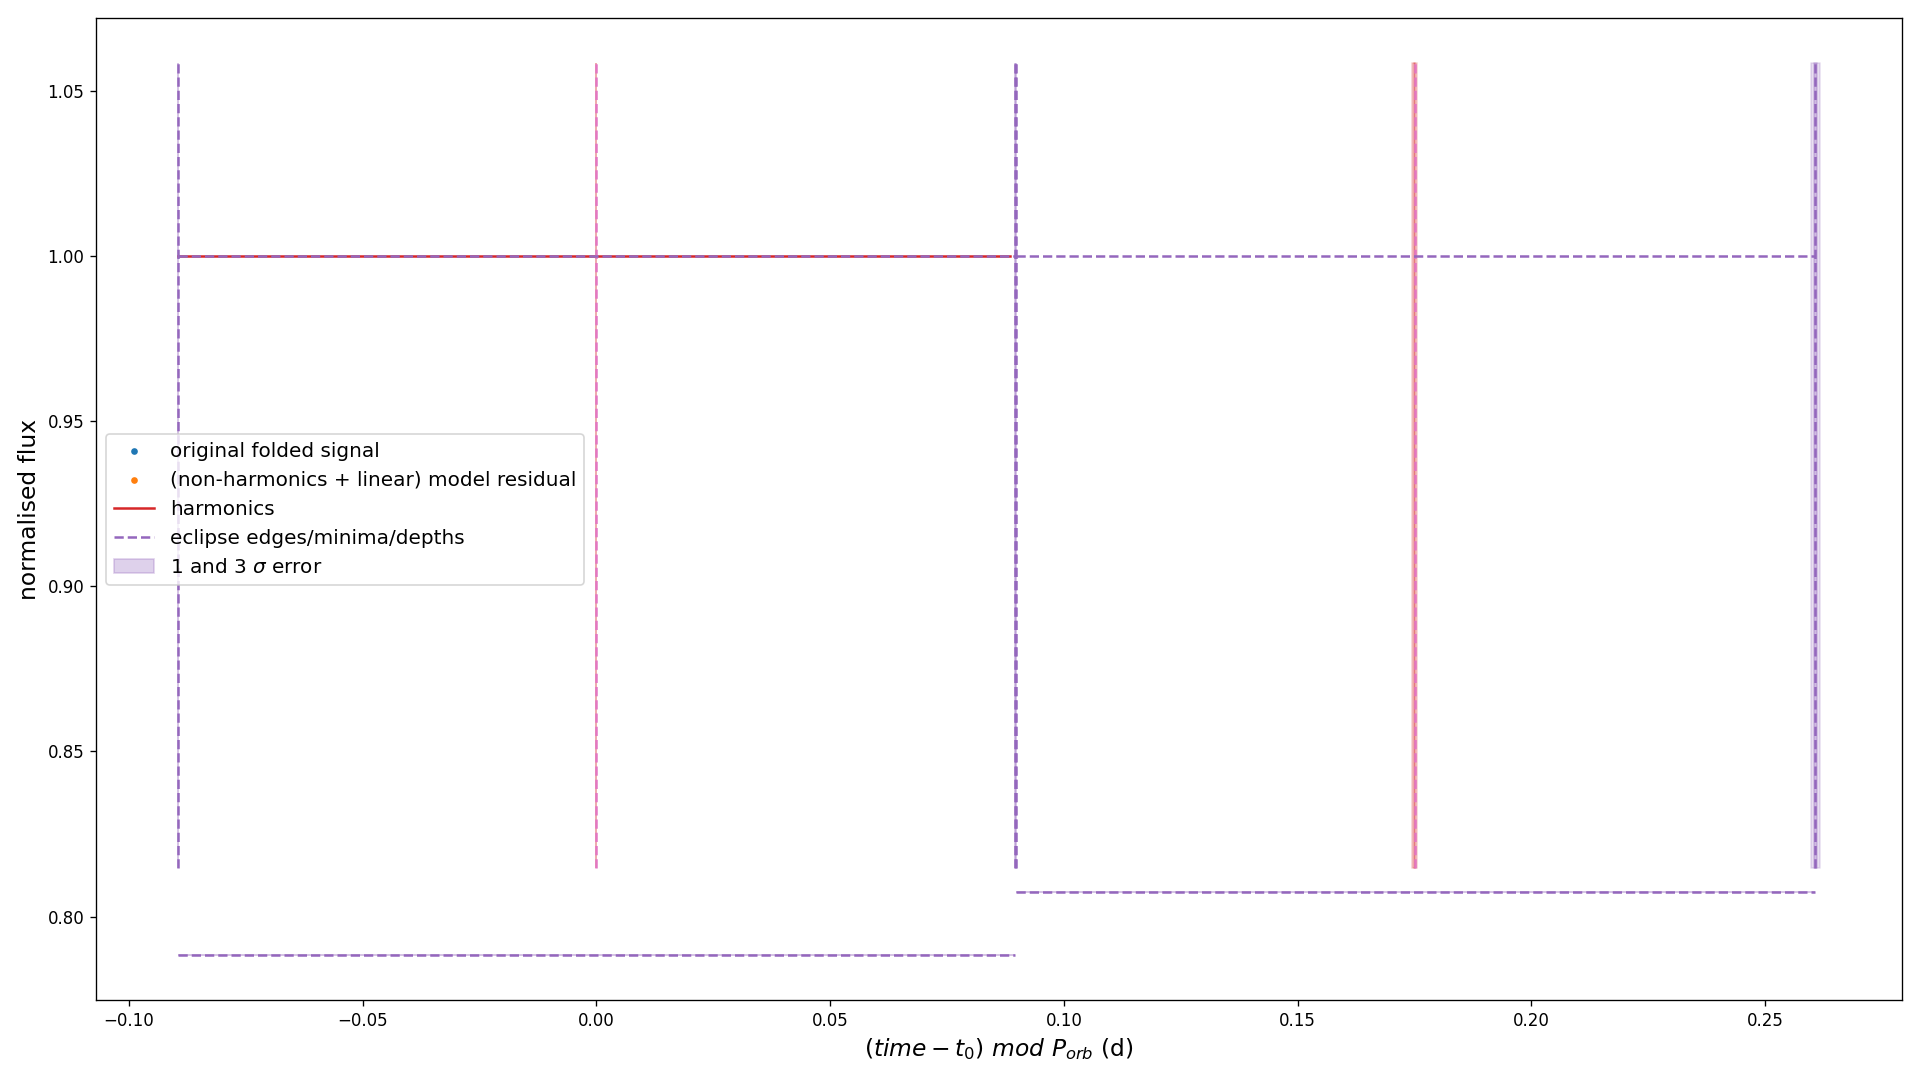 normalised flux
1.05
1.00
0.95
0.90
0.85
0.80
original folded signal
(non-harmonics + linear) model residual
harmonics
eclipse edges/minima/depths
1 and 3 σ error
−0.10 −0.05 0.00 0.05 0.10 0.15 0.20 0.25
(time − t₀) mod Pₒᵣb (d)